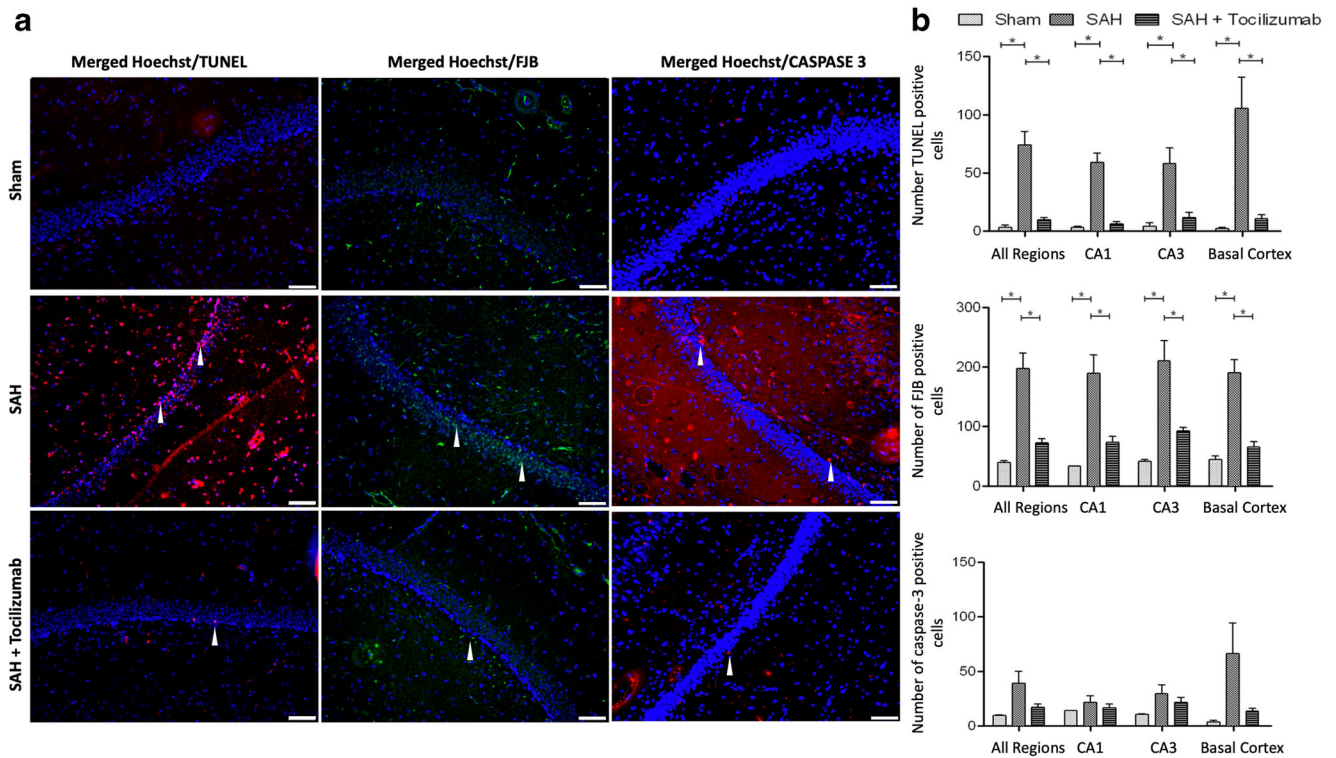 a
Merged Hoechst/TUNEL
Merged Hoechst/FJB
Merged Hoechst/CASPASE 3
Sham
SAH
SAH + Tocilizumab
b
Sham SAH SAH + Tocilizumab
Number TUNEL positive
cells
150
100
50
0
* * * *
* * * *
All Regions CA1 CA3 Basal Cortex
Number of FJB positive
cells
300
200
100
0
* * * *
* * * *
All Regions CA1 CA3 Basal Cortex
Number of caspase-3 positive
cells
150
100
50
0
All Regions CA1 CA3 Basal Cortex